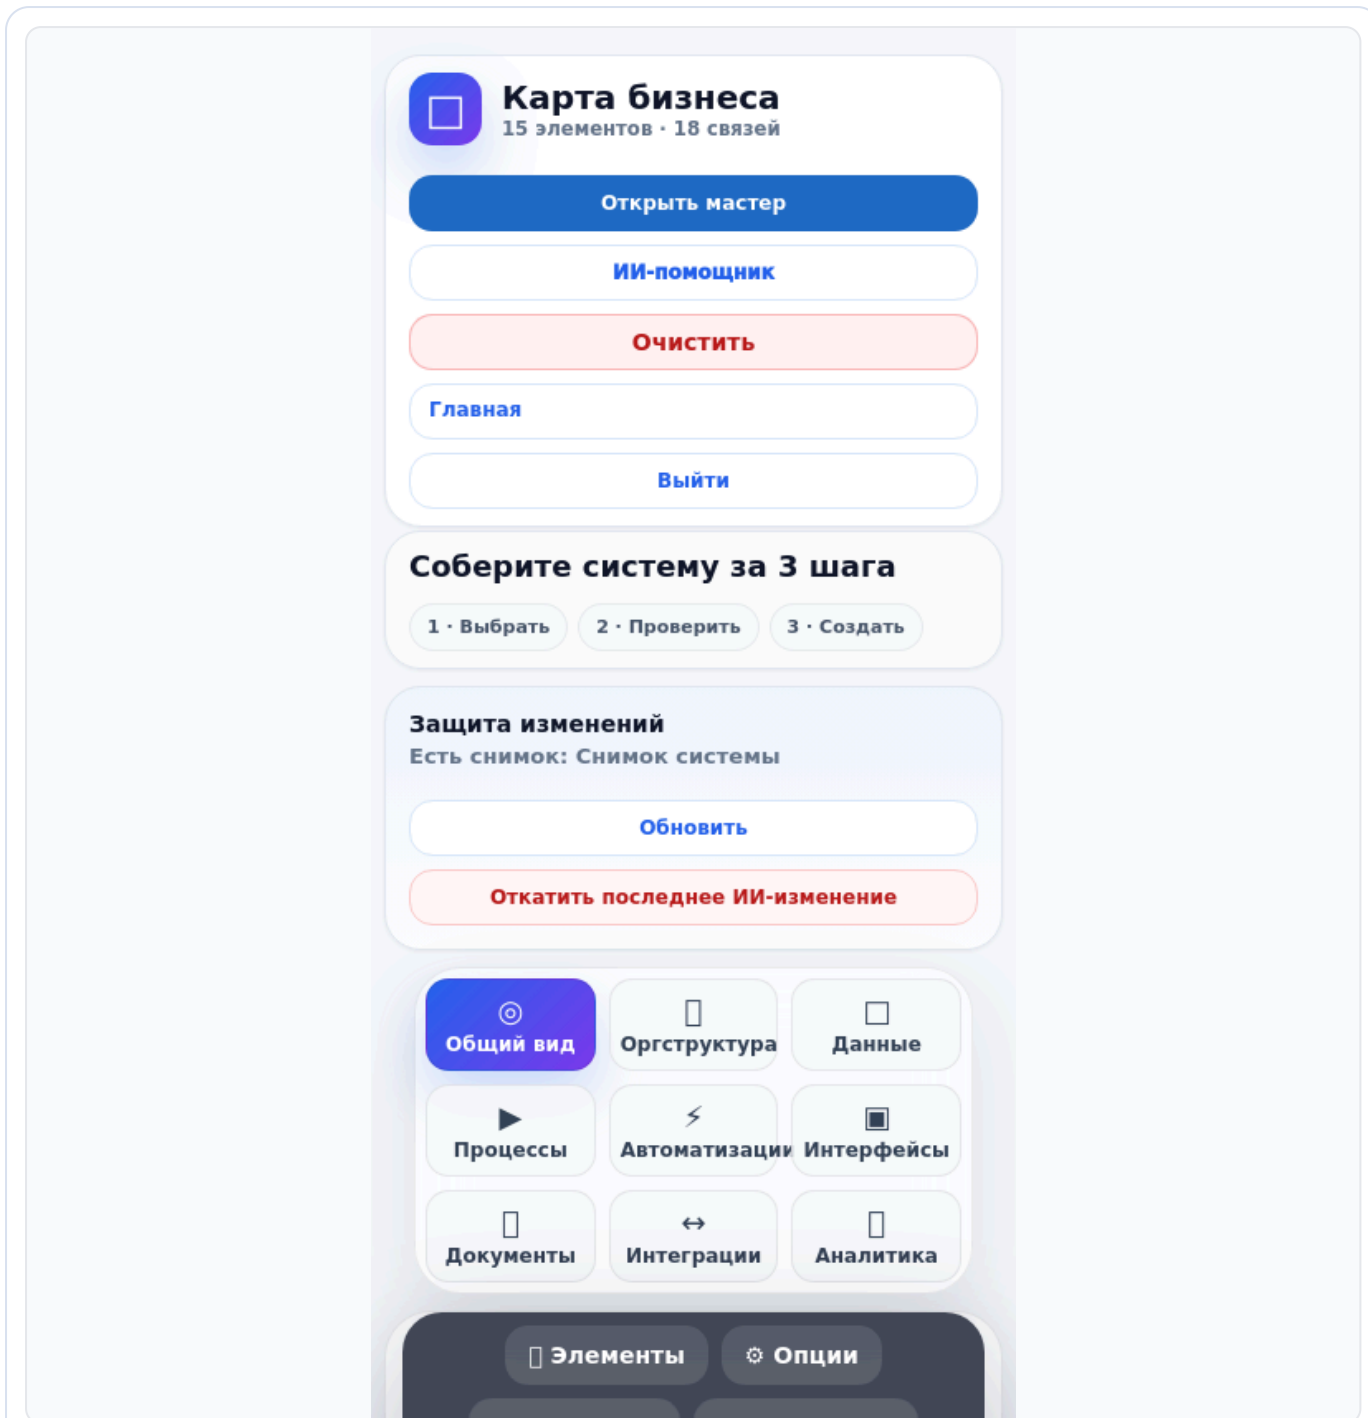 Карта бизнеса
15 элементов · 18 связей
Открыть мастер
ИИ-помощник
Очистить
Главная
Выйти
Соберите систему за 3 шага
1 · Выбрать 2 · Проверить 3 · Создать
Защита изменений
Есть снимок: Снимок системы
Обновить
Откатить последнее ИИ-изменение
Общий вид Оргструктура Данные
Процессы Автоматизации Интерфейсы
Документы Интеграции Аналитика
Элементы Опции